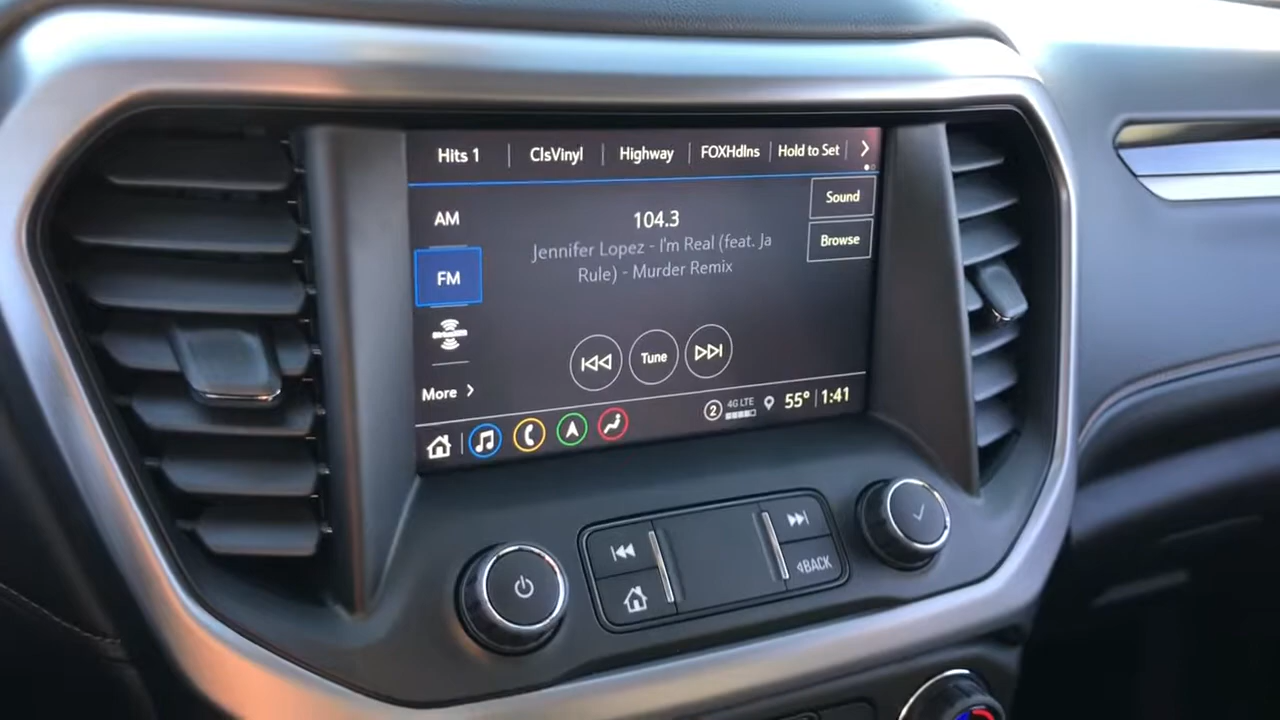 Hits 1
ClsVinyl
Highway
FOXHdlns
Hold to Set
AM
104.3
Sound
Jennifer Lopez - I'm Real (feat. Ja
Rule) - Murder Remix
Browse
FM
Tune
More
2
4G LTE
55°
1:41
BACK